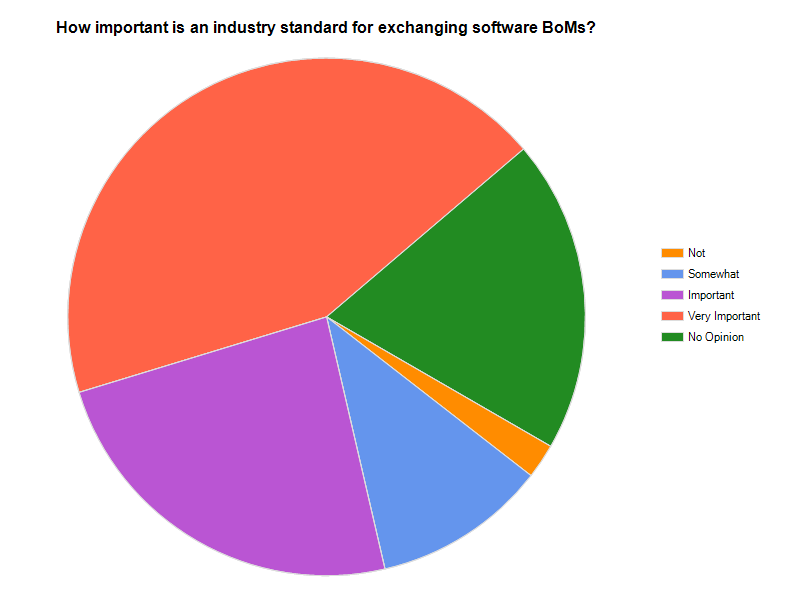 How important is an industry standard for exchanging software BoMs?
Not
Somewhat
Important
Very Important
No Opinion